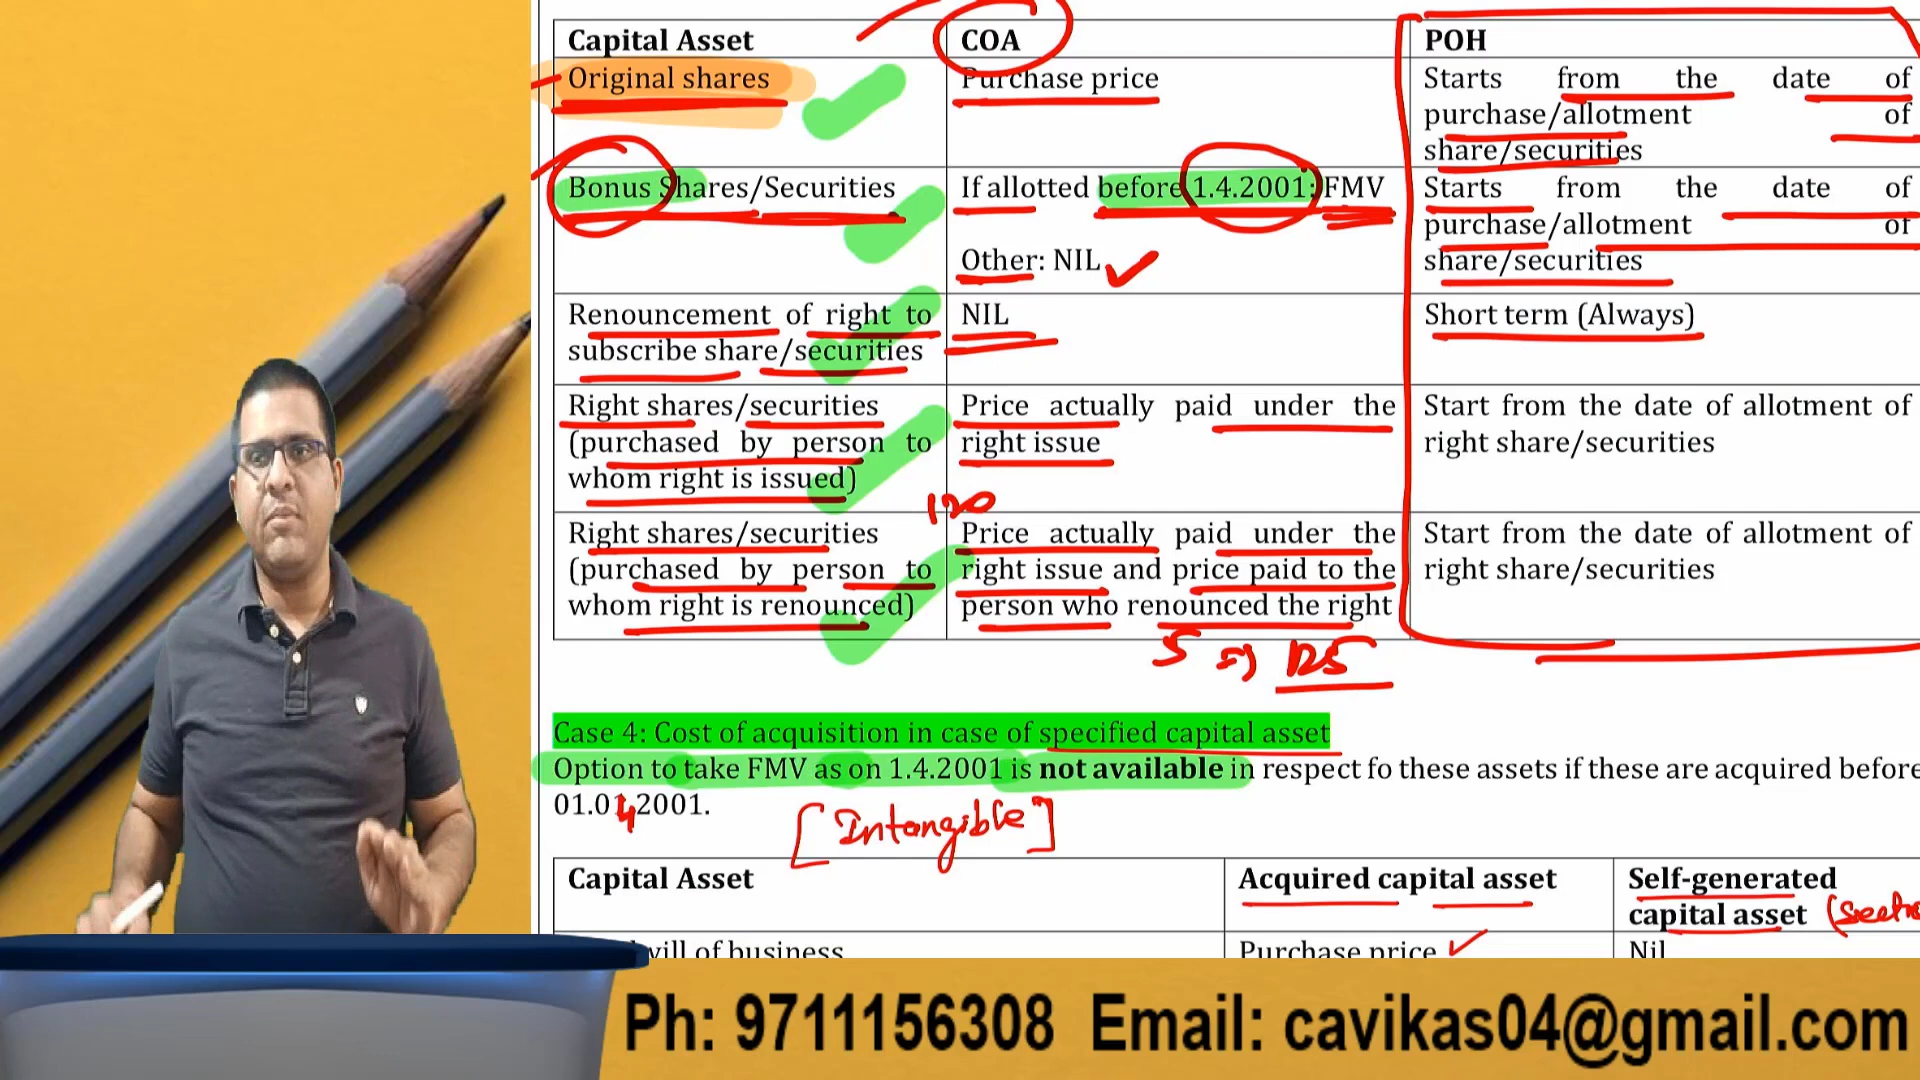 Capital Asset
COA
POH
Original shares
Purchase price
Starts from the date of
purchase/allotment of
share/securities
Bonus Shares/Securities
If allotted before 1.4.2001: FMV
Other: NIL
Starts from the date of
purchase/allotment of
share/securities
Renouncement of right to
subscribe share/securities
NIL
Short term (Always)
Right shares/securities
(purchased by person to
whom right is issued)
Price actually paid under the
right issue
Start from the date of allotment of
right share/securities
120
Right shares/securities
(purchased by person to
whom right is renounced)
Price actually paid under the
right issue and price paid to the
person who renounced the right
Start from the date of allotment of
right share/securities
5 => 125
Case 4: Cost of acquisition in case of specified capital asset
Option to take FMV as on 1.4.2001 is not available in respect fo these assets if these are acquired before
01.04.2001.
[Intangible]
Capital Asset
Acquired capital asset
Self-generated
capital asset
will of business
Purchase price
Nil
Ph: 9711156308 Email: cavikas04@gmail.com